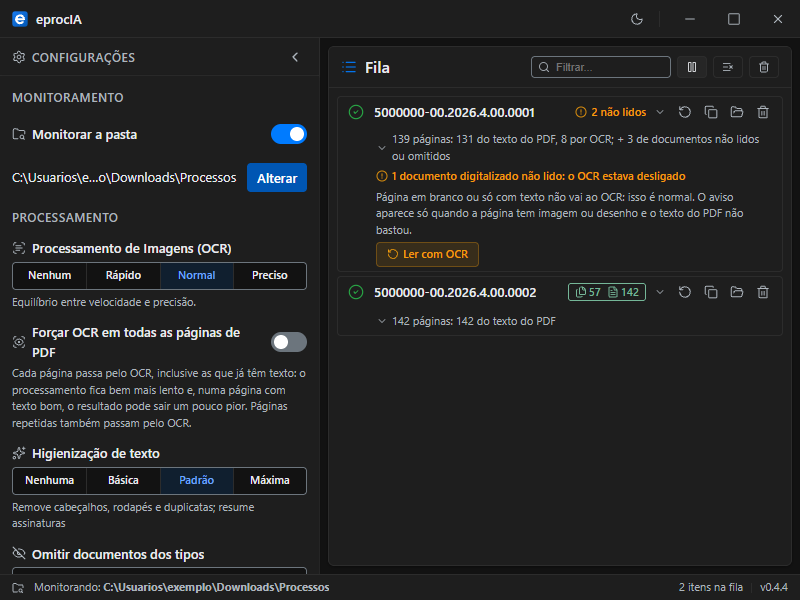 eprocIA
CONFIGURAÇÕES
MONITORAMENTO
Monitorar a pasta
C:\Usuarios\e...o\Downloads\Processos
Alterar
PROCESSAMENTO
Processamento de Imagens (OCR)
Nenhum Rápido Normal Preciso
Equilíbrio entre velocidade e precisão.
Forçar OCR em todas as páginas de
PDF
Cada página passa pelo OCR, inclusive as que já têm texto: o
processamento fica bem mais lento e, numa página com
texto bom, o resultado pode sair um pouco pior. Páginas
repetidas também passam pelo OCR.
Higienização de texto
Nenhuma Básica Padrão Máxima
Remove cabeçalhos, rodapés e duplicatas; resume
assinaturas
Omitir documentos dos tipos
Fila
Filtrar...
5000000-00.2026.4.00.0001
2 não lidos
139 páginas: 131 do texto do PDF, 8 por OCR; + 3 de documentos não lidos
ou omitidos
1 documento digitalizado não lido: o OCR estava desligado
Página em branco ou só com texto não vai ao OCR: isso é normal. O aviso
aparece só quando a página tem imagem ou desenho e o texto do PDF não
bastou.
Ler com OCR
5000000-00.2026.4.00.0002
57 142
142 páginas: 142 do texto do PDF
Monitorando: C:\Usuarios\exemplo\Downloads\Processos
2 itens na fila
v0.4.4